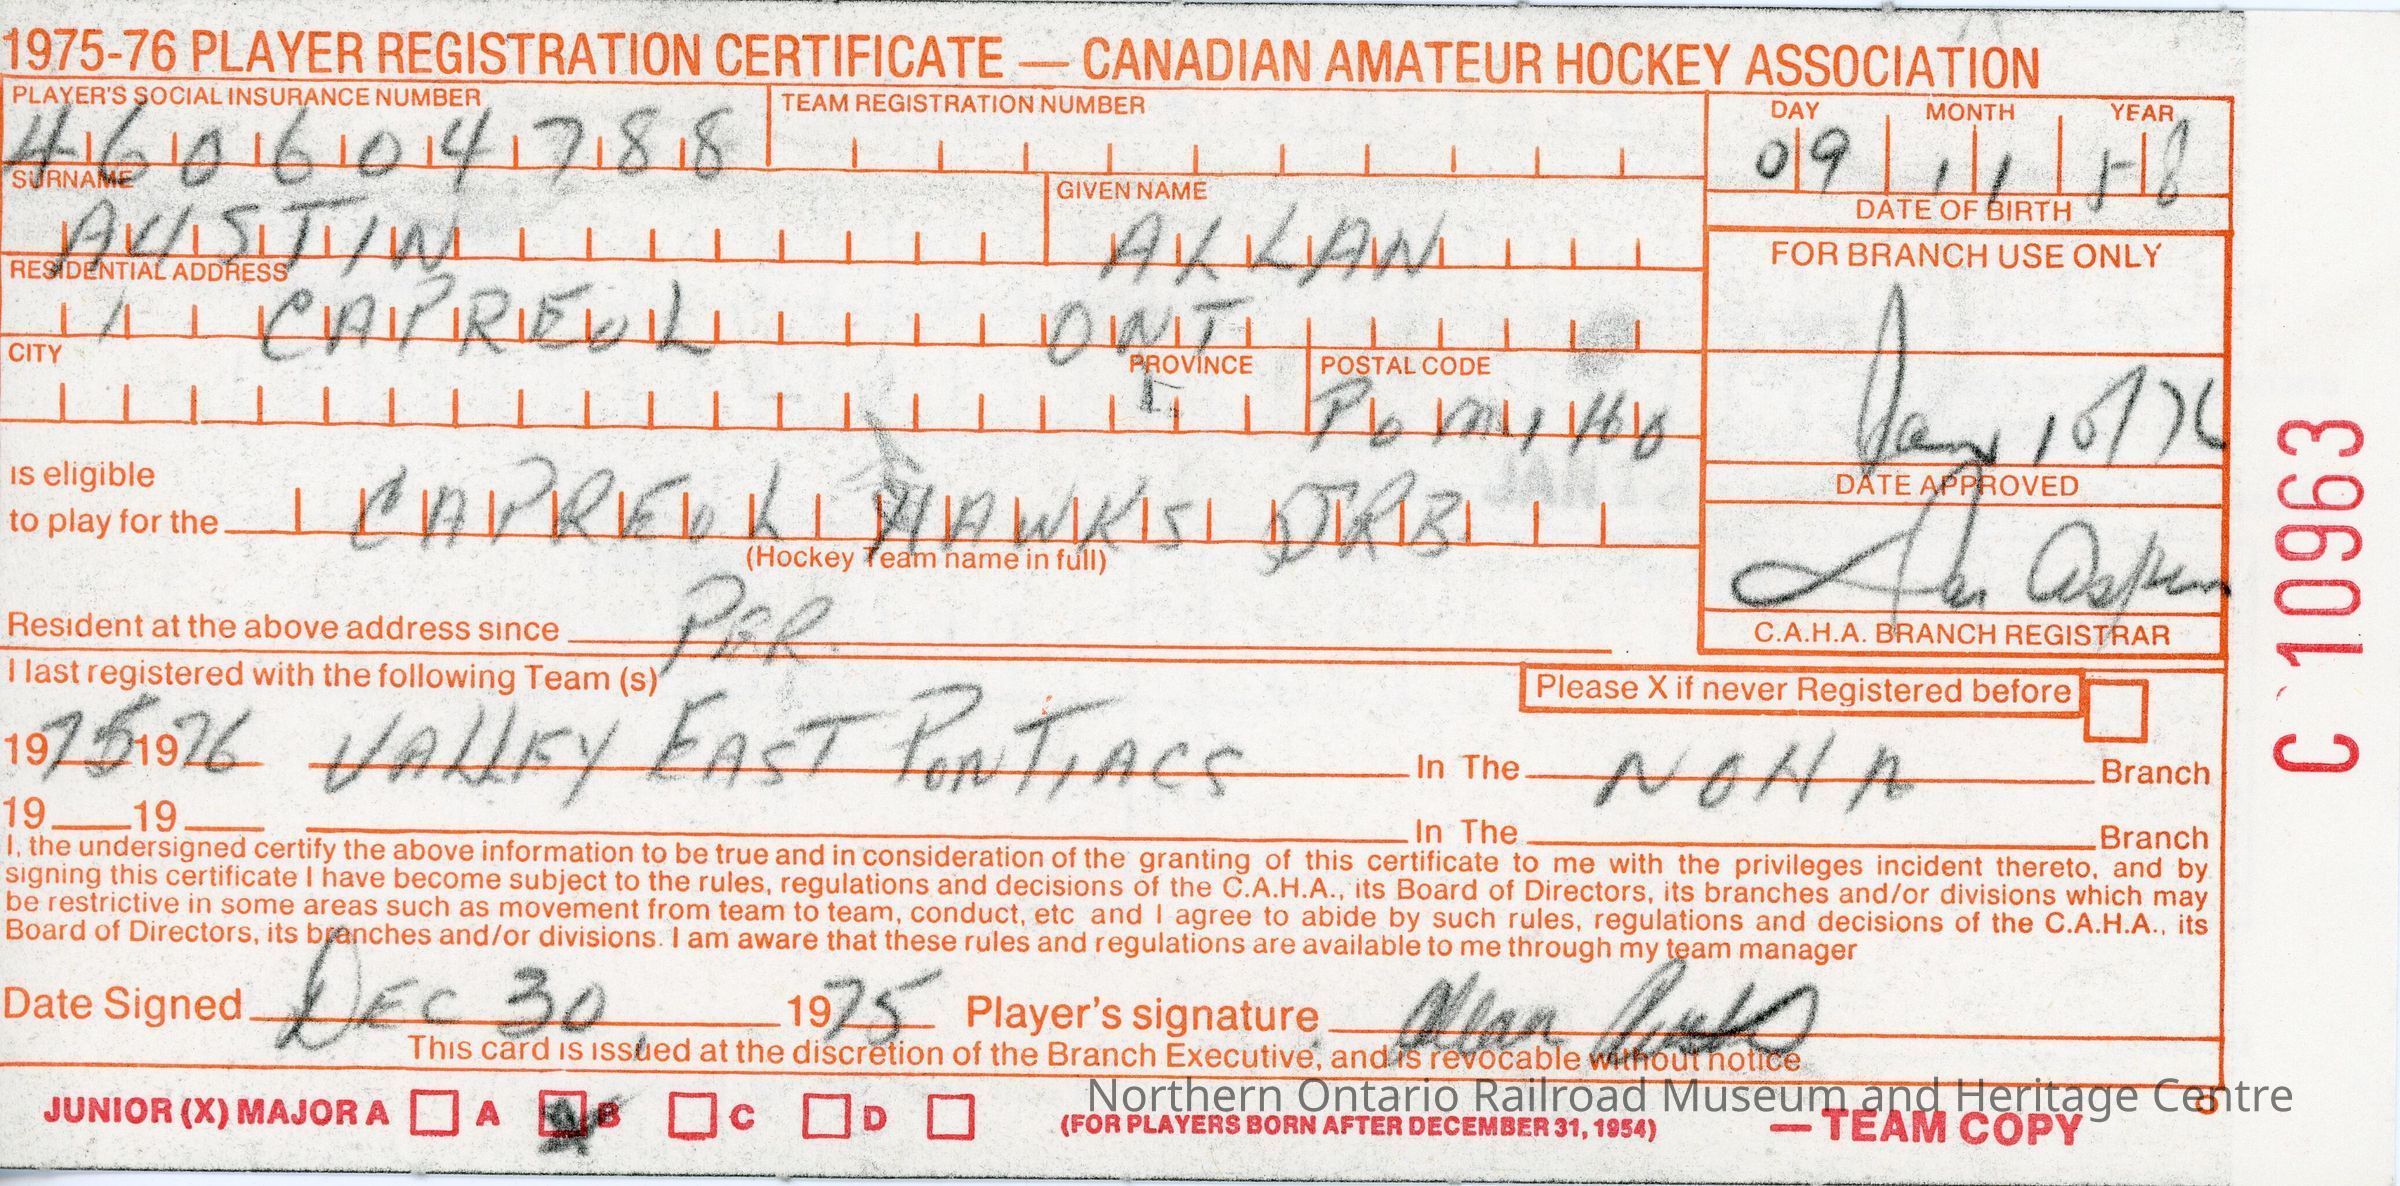 1975-76 PLAYER REGISTRATION CERTIFICATE — CANADIAN AMATEUR HOCKEY ASSOCIATION
PLAYER'S SOCIAL INSURANCE NUMBER TEAM REGISTRATION NUMBER DAY MONTH YEAR
460604788 09 11 58
SURNAME GIVEN NAME DATE OF BIRTH
AUSTIN ALLAN
RESIDENTIAL ADDRESS FOR BRANCH USE ONLY
CAPREOL ONT
CITY PROVINCE POSTAL CODE
P0M 1H0 Jan 10/76
is eligible
to play for the CAPREOL HAWKS JR B
DATE APPROVED
(Hockey Team name in full)
Resident at the above address since PER.
C.A.H.A. BRANCH REGISTRAR
I last registered with the following Team (s)
Please X if never Registered before
1975 1976 VALLEY EAST PONTIACS In The NOHA Branch
19 19 In The Branch
I, the undersigned certify the above information to be true and in consideration of the granting of this certificate to me with the privileges incident thereto, and by
signing this certificate I have become subject to the rules, regulations and decisions of the C.A.H.A., its Board of Directors, its branches and/or divisions which may
be restrictive in some areas such as movement from team to team, conduct, etc and I agree to abide by such rules, regulations and decisions of the C.A.H.A., its
Board of Directors, its branches and/or divisions. I am aware that these rules and regulations are available to me through my team manager
Date Signed DEC 30, 1975 Player's signature Allan
This card is issued at the discretion of the Branch Executive, and is revocable without notice
Northern Ontario Railroad Museum and Heritage Centre
JUNIOR (X) MAJOR A A B C D (FOR PLAYERS BORN AFTER DECEMBER 31, 1954) — TEAM COPY
C 10963